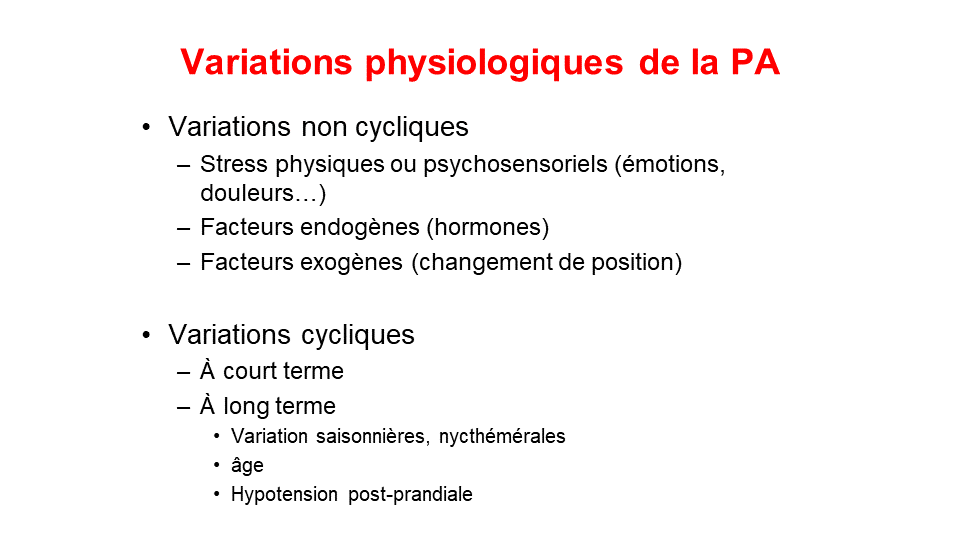 Variations physiologiques de la PA
• Variations non cycliques
– Stress physiques ou psychosensoriels (émotions,
douleurs…)
– Facteurs endogènes (hormones)
– Facteurs exogènes (changement de position)
• Variations cycliques
– À court terme
– À long terme
• Variation saisonnières, nycthémérales
• âge
• Hypotension post-prandiale